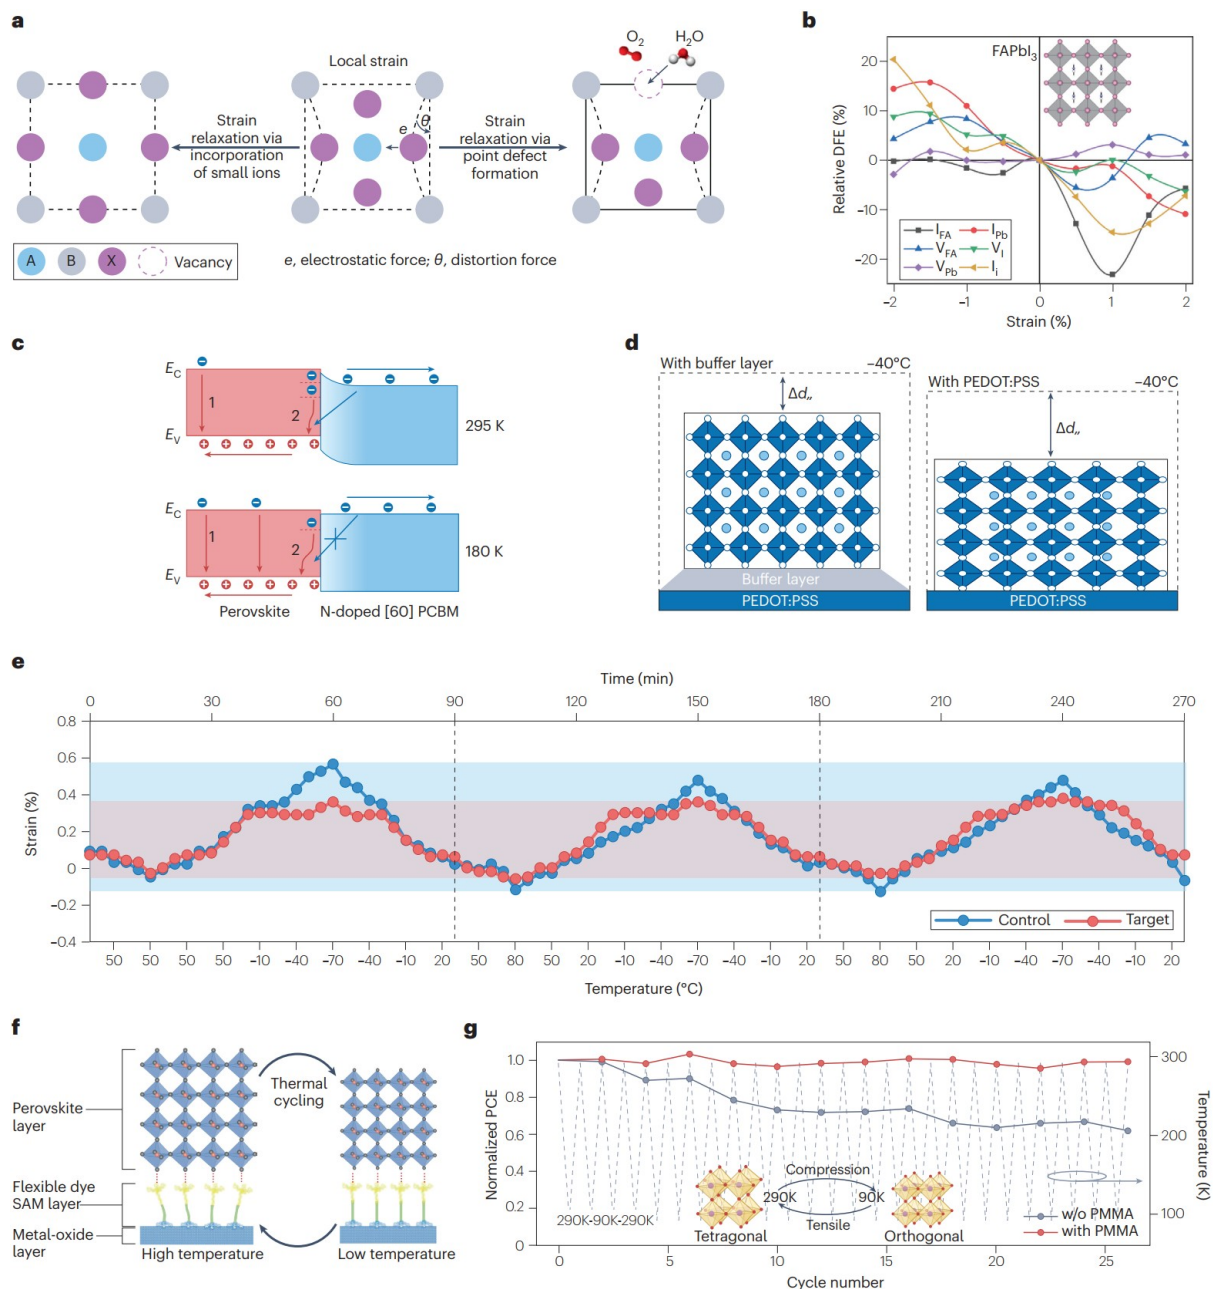 a
Local strain
O2
H2O
θ
e
Strain
relaxation via
incorporation
of small ions
Strain
relaxation via
point defect
formation
A
B
X
Vacancy
e, electrostatic force; θ, distortion force
b
FAPbI3
Relative DFE (%)
20
10
0
−10
−20
IFA
IPb
VFA
VI
VPb
Ii
−2
−1
0
1
2
Strain (%)
c
EC
1
2
EV
295 K
EC
1
2
EV
180 K
Perovskite
N-doped [60] PCBM
d
With buffer layer
−40°C
Δd〃
Buffer layer
PEDOT:PSS
With PEDOT:PSS
−40°C
Δd〃
PEDOT:PSS
e
Time (min)
0 30 60 90 120 150 180 210 240 270
Strain (%)
0.8
0.6
0.4
0.2
0
−0.2
−0.4
Control
Target
50 50 50 −10 −70 −10 50 50 80 50 20 −10 −40 −70 −40 −10 20 50 80 50 20 −10 −40 −70 −40 −10 20
Temperature (°C)
f
Perovskite
layer
Flexible dye
SAM layer
Metal-oxide
layer
Thermal
cycling
High temperature
Low temperature
g
Normalized PCE
1.0
0.8
0.6
0.4
0.2
0
Temperature (K)
300
200
100
290K-90K-290K
Compression
290K
90K
Tensile
Tetragonal
Orthogonal
w/o PMMA
with PMMA
0 5 10 15 20 25
Cycle number